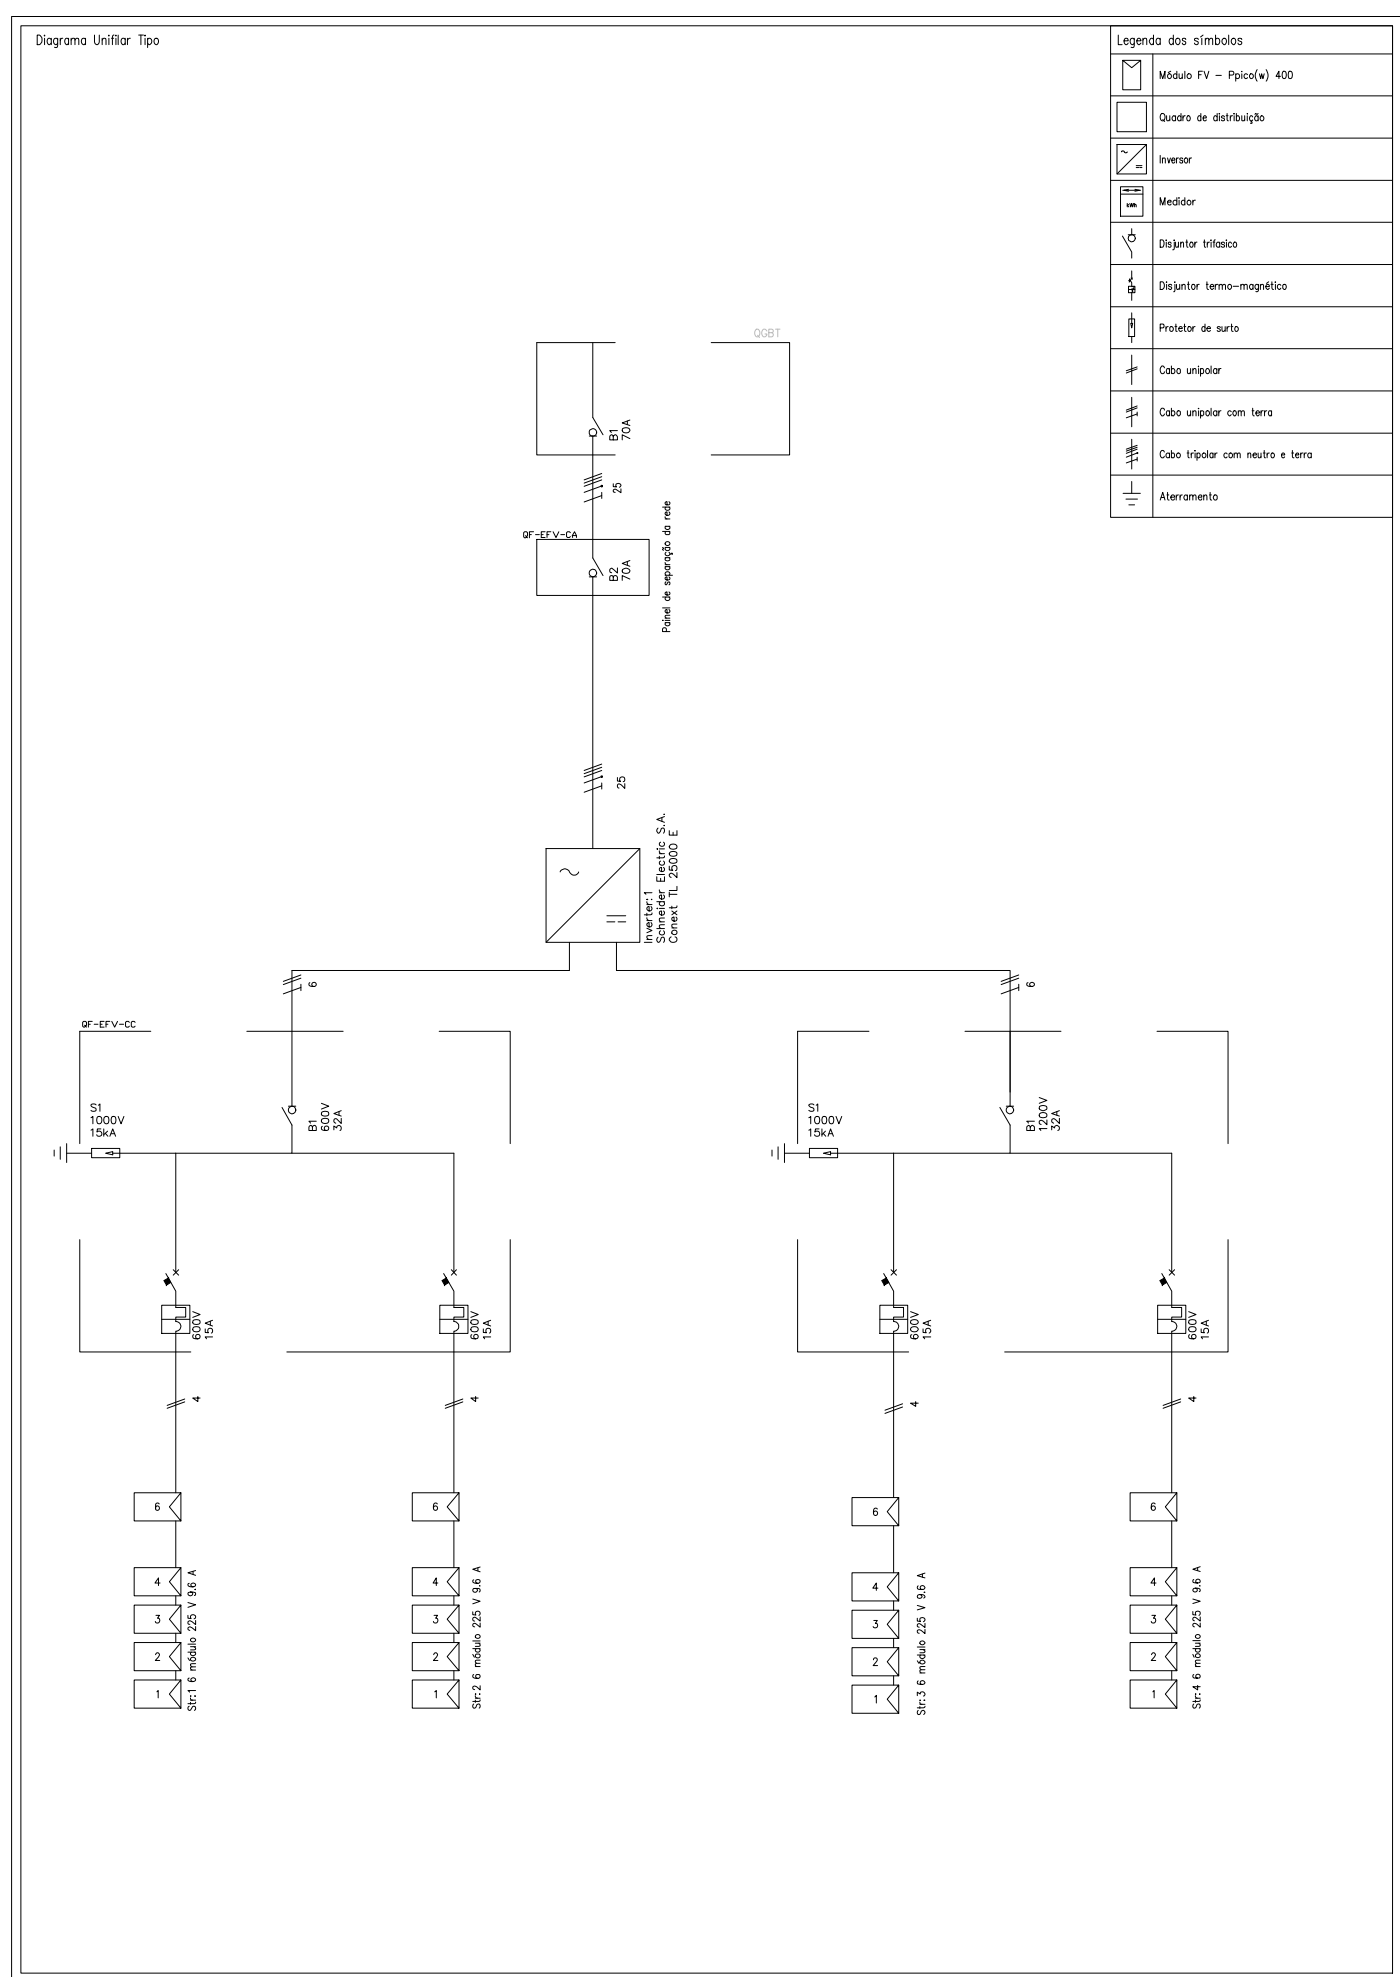 Diagrama Unifilar Tipo
Legenda dos símbolos
Módulo FV - Ppico(w) 400
Quadro de distribuição
Inversor
kWh
Medidor
Disjuntor trifasico
Disjuntor termo-magnético
Protetor de surto
Cabo unipolar
Cabo unipolar com terra
Cabo tripolar com neutro e terra
Aterramento
QGBT
B1
70A
25
QF-EFV-CA
B2
70A
Painel de separação da rede
25
Inverter:1
Schneider Electric S.A.
Conext TL 25000 E
6
6
QF-EFV-CC
S1
1000V
15kA
B1
600V
32A
S1
1000V
15kA
B1
1200V
32A
600V
15A
600V
15A
600V
15A
600V
15A
4
4
4
4
6
4
3
2
1
Str:1 6 módulo 225 V 9.6 A
6
4
3
2
1
Str:2 6 módulo 225 V 9.6 A
6
4
3
2
1
Str:3 6 módulo 225 V 9.6 A
6
4
3
2
1
Str:4 6 módulo 225 V 9.6 A